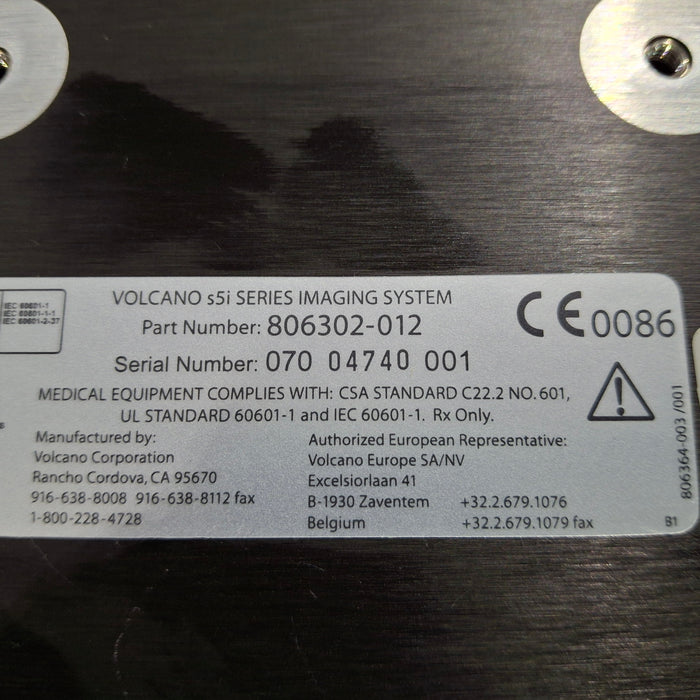 IEC 60601-1
IEC 60601-1-1
IEC 60601-2-37
VOLCANO s5i SERIES IMAGING SYSTEM
Part Number: 806302-012
Serial Number: 070 04740 001
CE 0086
MEDICAL EQUIPMENT COMPLIES WITH: CSA STANDARD C22.2 NO. 601,
UL STANDARD 60601-1 and IEC 60601-1. Rx Only.
Manufactured by:
Volcano Corporation
Rancho Cordova, CA 95670
916-638-8008 916-638-8112 fax
1-800-228-4728
Authorized European Representative:
Volcano Europe SA/NV
Excelsiorlaan 41
B-1930 Zaventem +32.2.679.1076
Belgium +32.2.679.1079 fax
806364-003 /001
B1